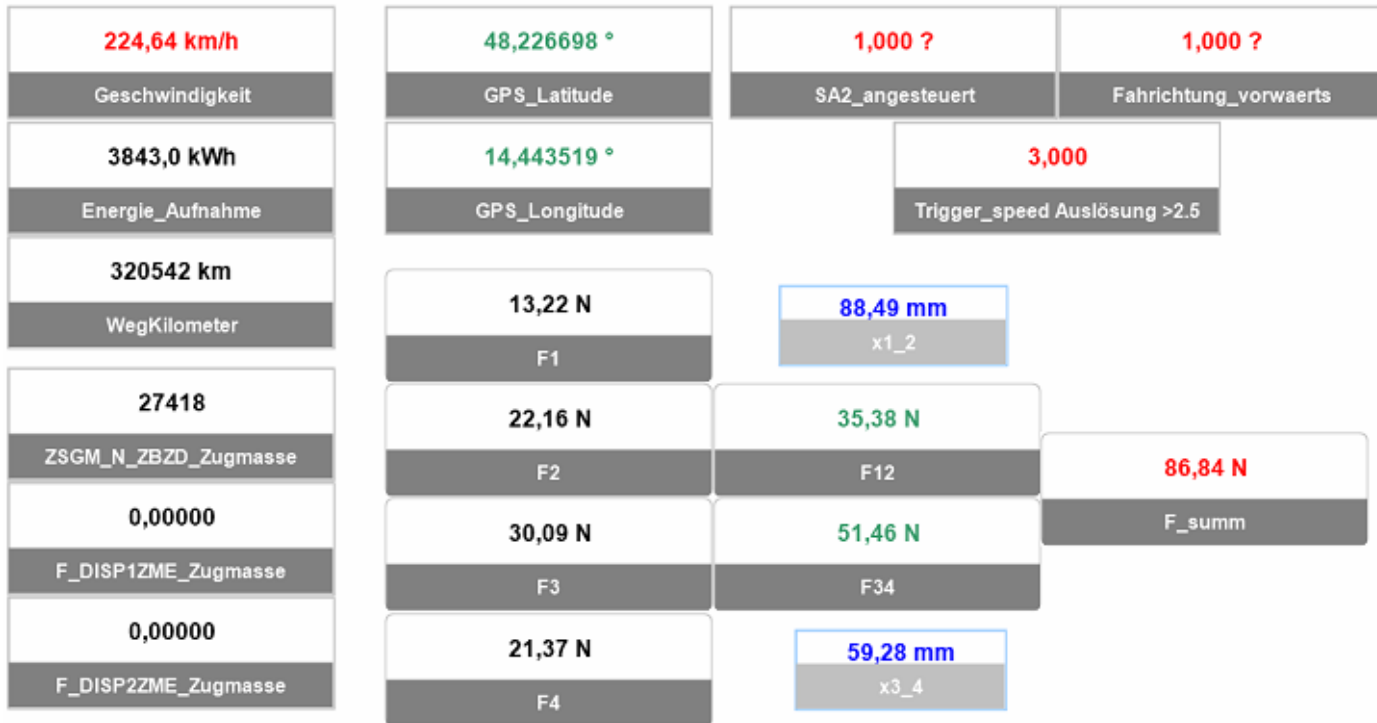 224,64 km/h
Geschwindigkeit
3843,0 kWh
Energie_Aufnahme
320542 km
WegKilometer
27418
ZSGM_N_ZBZD_Zugmasse
0,00000
F_DISP1ZME_Zugmasse
0,00000
F_DISP2ZME_Zugmasse
48,226698 °
GPS_Latitude
14,443519 °
GPS_Longitude
13,22 N
F1
22,16 N
F2
30,09 N
F3
21,37 N
F4
1,000 ?
SA2_angesteuert
1,000 ?
Fahrichtung_vorwaerts
3,000
Trigger_speed Auslösung >2.5
88,49 mm
x1_2
35,38 N
F12
51,46 N
F34
59,28 mm
x3_4
86,84 N
F_summ